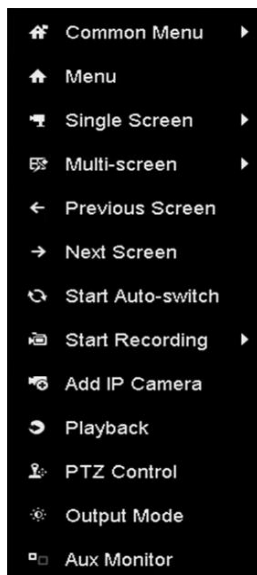 Common Menu
Menu
Single Screen
Multi-screen
Previous Screen
Next Screen
Start Auto-switch
Start Recording
Add IP Camera
Playback
PTZ Control
Output Mode
Aux Monitor